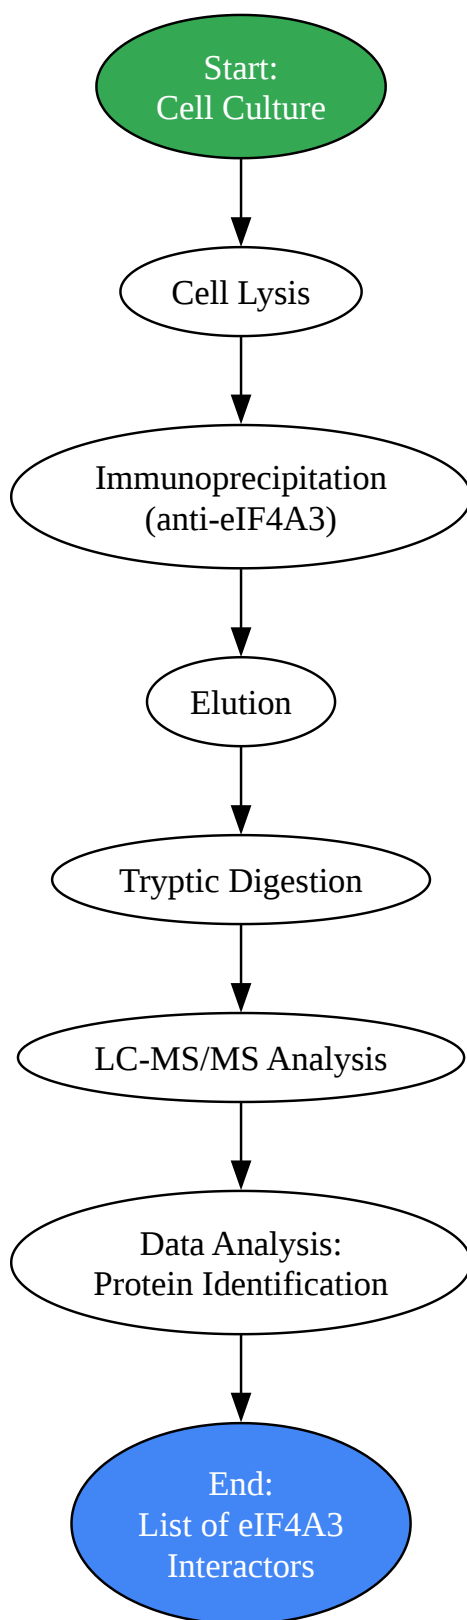 Start:
Cell Culture
Cell Lysis
Immunoprecipitation
(anti-eIF4A3)
Elution
Tryptic Digestion
LC-MS/MS Analysis
Data Analysis:
Protein Identification
End:
List of eIF4A3
Interactors